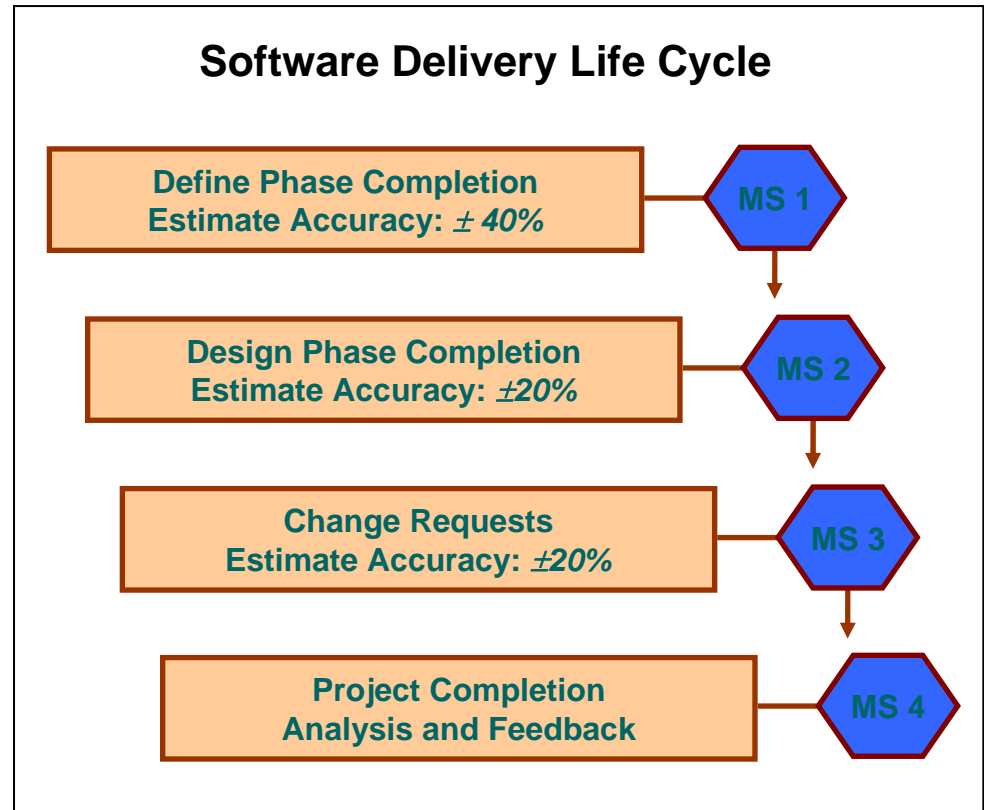 Software Delivery Life Cycle
Define Phase Completion
Estimate Accuracy: ± 40%
MS 1
Design Phase Completion
Estimate Accuracy: ±20%
MS 2
Change Requests
Estimate Accuracy: ±20%
MS 3
Project Completion
Analysis and Feedback
MS 4